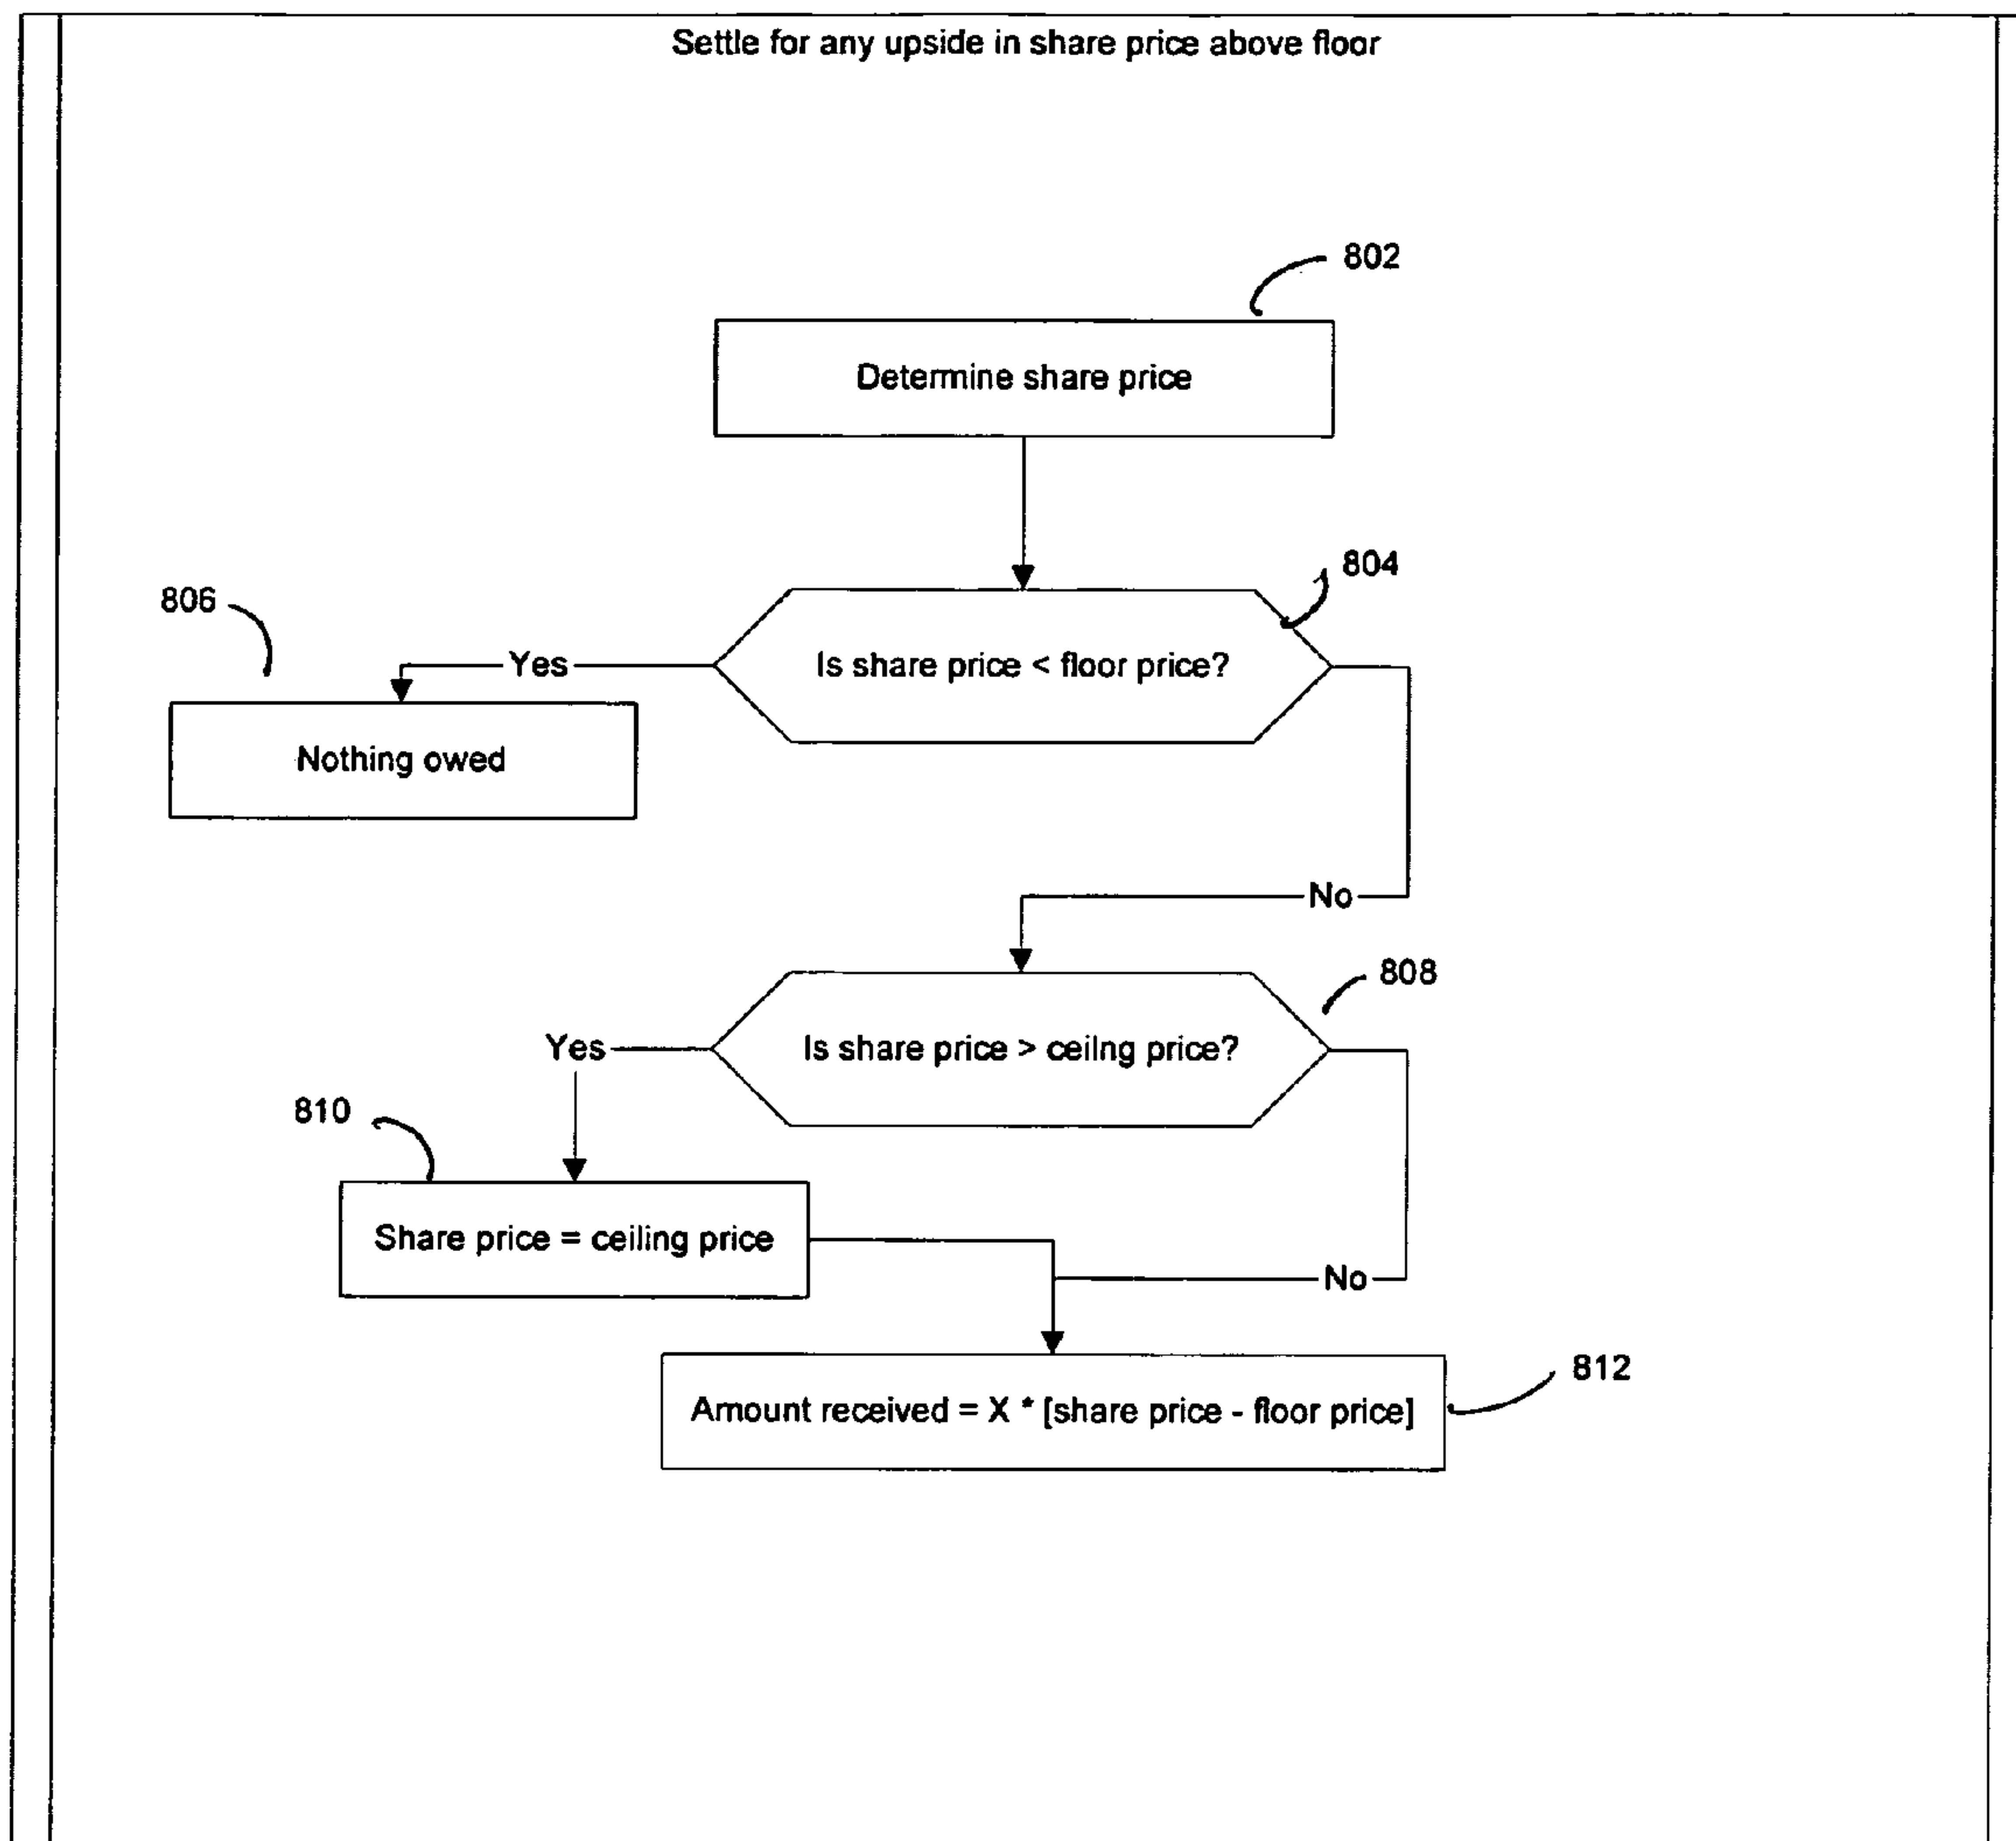 Settle for any upside in share price above floor
802
Determine share price
804
806
Yes
Is share price < floor price?
Nothing owed
No
808
Yes
Is share price > ceilng price?
810
Share price = ceiling price
No
812
Amount received = X * [share price - floor price]